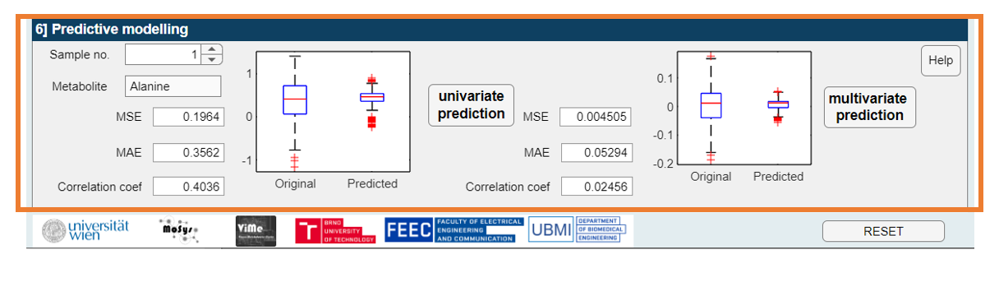 6] Predictive modelling
Sample no. 1
Metabolite Alanine
MSE 0.1964
MAE 0.3562
Correlation coef 0.4036
1
0
-1
Original Predicted
univariate
prediction
MSE 0.004505
MAE 0.05294
Correlation coef 0.02456
0.1
0
-0.1
-0.2
Original Predicted
multivariate
prediction
Help
universität
wien
MoSys
ViMe
T BRNO
UNIVERSITY
OF TECHNOLOGY
FEEC FACULTY OF ELECTRICAL
ENGINEERING
AND COMMUNICATION
UBMI DEPARTMENT
OF BIOMEDICAL
ENGINEERING
RESET